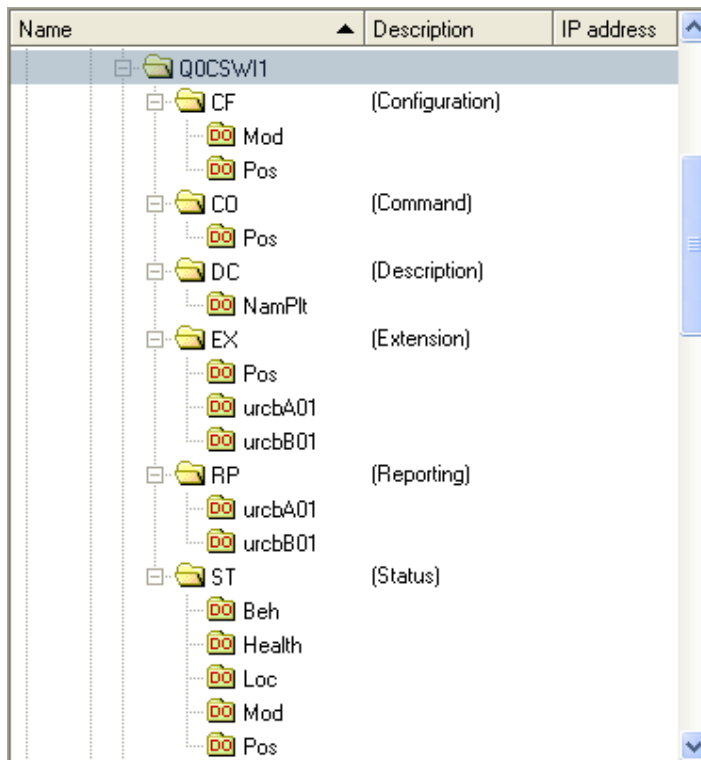 Name Description IP address
Q0CSWI1
CF (Configuration)
DO Mod
DO Pos
CO (Command)
DO Pos
DC (Description)
DO NamPlt
EX (Extension)
DO Pos
DO urcbA01
DO urcbB01
RP (Reporting)
DO urcbA01
DO urcbB01
ST (Status)
DO Beh
DO Health
DO Loc
DO Mod
DO Pos